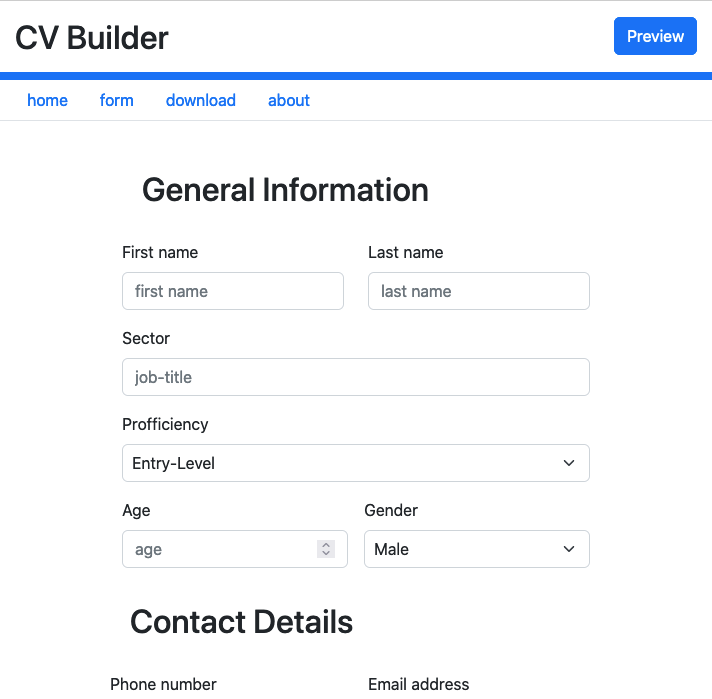 CV Builder
Preview
home form download about
General Information
First name Last name
first name last name
Sector
job-title
Profficiency
Entry-Level
Age Gender
age Male
Contact Details
Phone number Email address